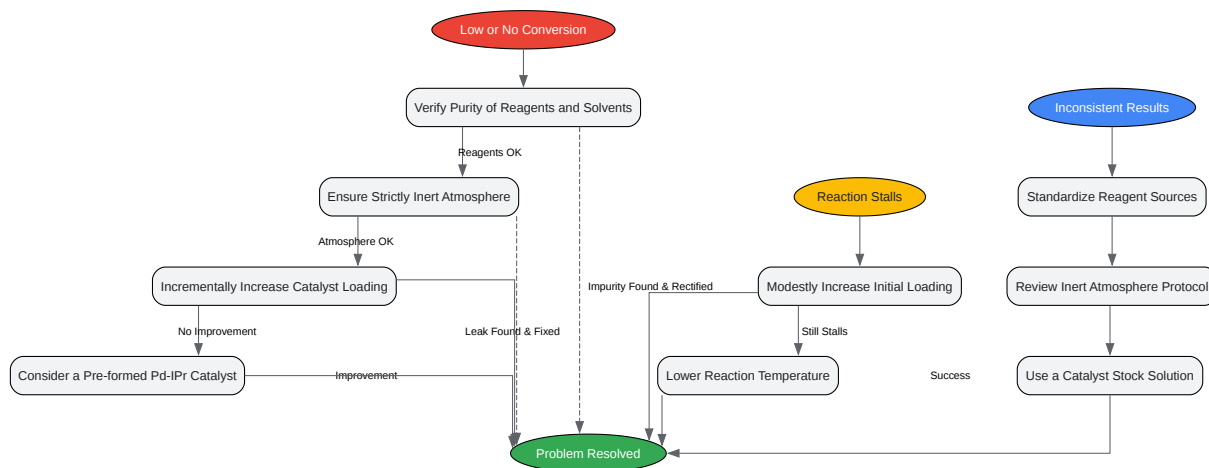 Low or No Conversion
Verify Purity of Reagents and Solvents
Inconsistent Results
Reagents OK
Ensure Strictly Inert Atmosphere
Reaction Stalls
Standardize Reagent Sources
Atmosphere OK
Incrementally Increase Catalyst Loading
Impurity Found & Rectified
Modestly Increase Initial Loading
Review Inert Atmosphere Protocol
No Improvement
Leak Found & Fixed
Still Stalls
Consider a Pre-formed Pd-IPr Catalyst
Improvement
Lower Reaction Temperature
Success
Use a Catalyst Stock Solution
Problem Resolved